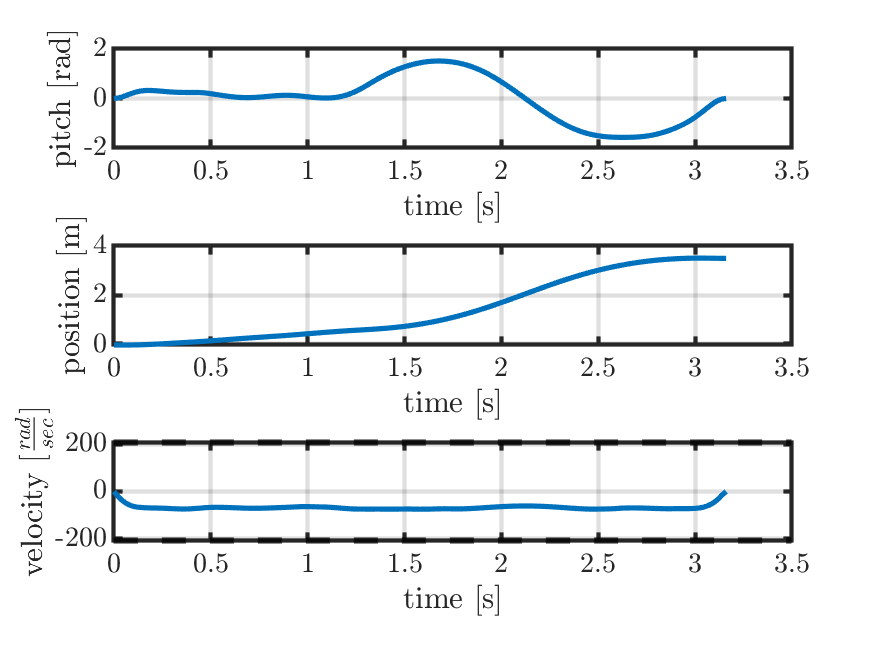 pitch [rad]
2
0
-2
0 0.5 1 1.5 2 2.5 3 3.5
time [s]
position [m]
4
2
0
0 0.5 1 1.5 2 2.5 3 3.5
time [s]
velocity [rad/sec]
200
0
-200
0 0.5 1 1.5 2 2.5 3 3.5
time [s]